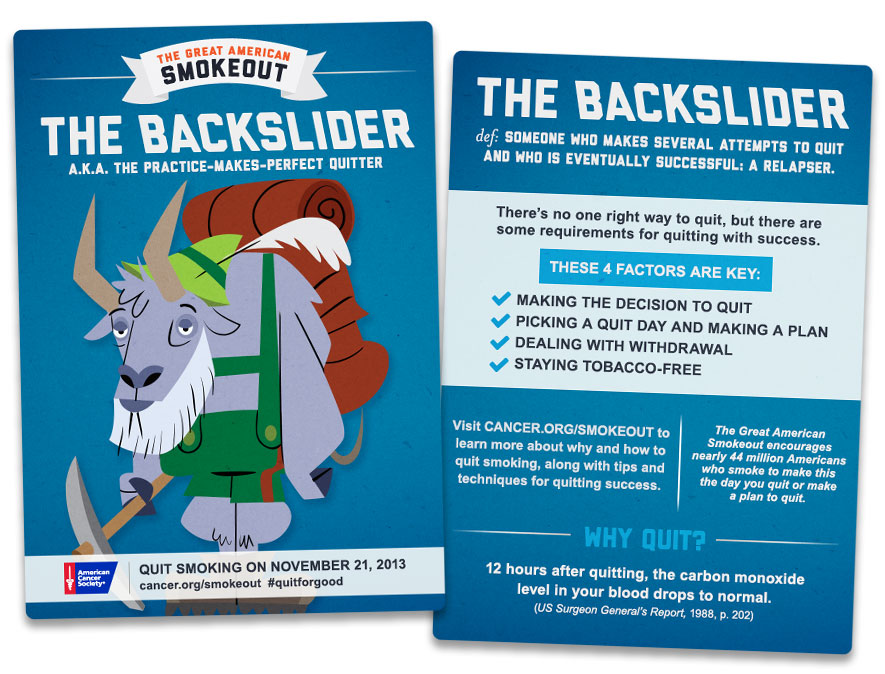 THE GREAT AMERICAN
SMOKEOUT
THE BACKSLIDER
A.K.A. THE PRACTICE-MAKES-PERFECT QUITTER
American
Cancer
Society®
QUIT SMOKING ON NOVEMBER 21, 2013
cancer.org/smokeout #quitforgood
THE BACKSLIDER
def: SOMEONE WHO MAKES SEVERAL ATTEMPTS TO QUIT
AND WHO IS EVENTUALLY SUCCESSFUL: A RELAPSER.
There's no one right way to quit, but there are
some requirements for quitting with success.
THESE 4 FACTORS ARE KEY:
MAKING THE DECISION TO QUIT
PICKING A QUIT DAY AND MAKING A PLAN
DEALING WITH WITHDRAWAL
STAYING TOBACCO-FREE
Visit CANCER.ORG/SMOKEOUT to
learn more about why and how to
quit smoking, along with tips and
techniques for quitting success.
The Great American
Smokeout encourages
nearly 44 million Americans
who smoke to make this
the day you quit or make
a plan to quit.
WHY QUIT?
12 hours after quitting, the carbon monoxide
level in your blood drops to normal.
(US Surgeon General's Report, 1988, p. 202)